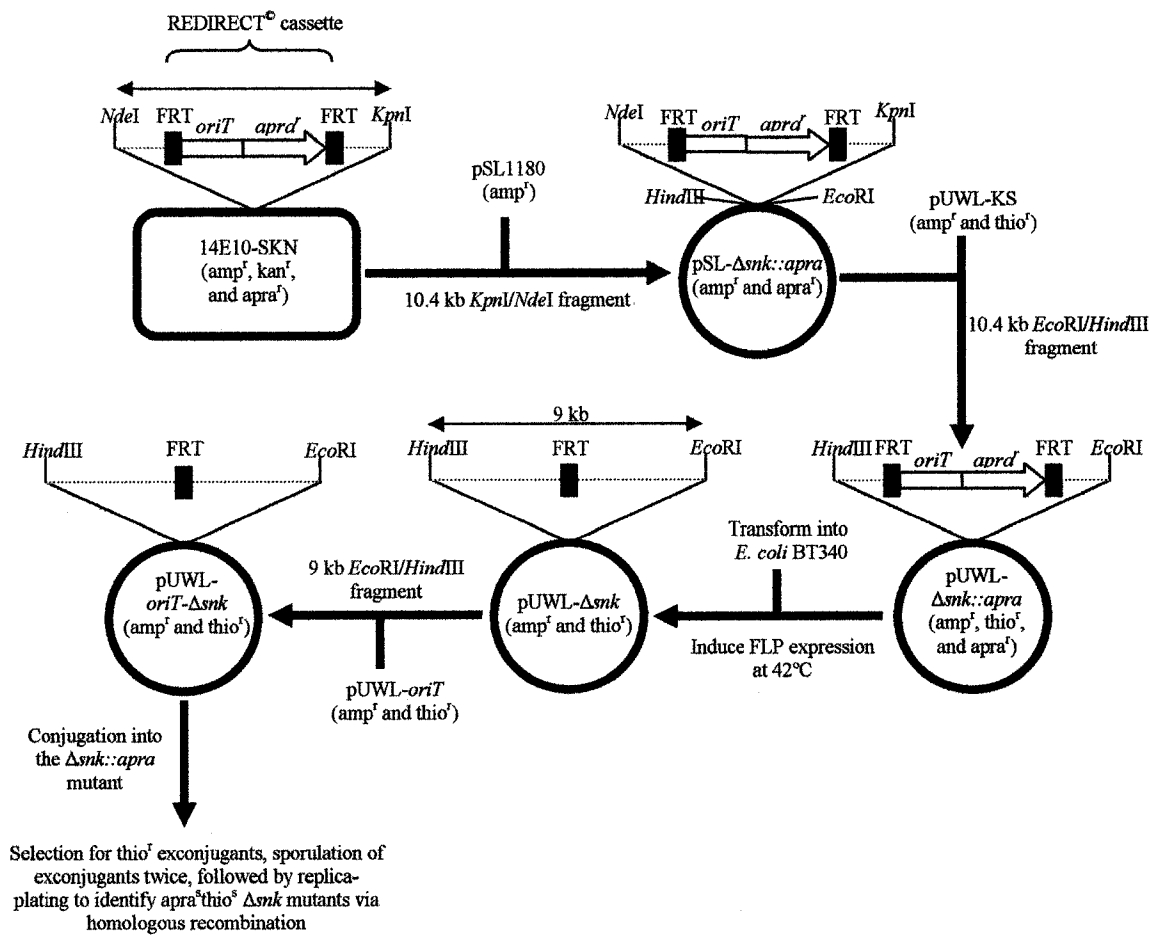 REDIRECT© cassette
NdeI FRT oriT apraʳ FRT KpnI
14E10-SKN
(ampʳ, kanʳ,
and apraʳ)
pSL1180
(ampʳ)
10.4 kb KpnI/NdeI fragment
NdeI FRT oriT apraʳ FRT KpnI
HindIII EcoRI
pSL-Δsnk::apra
(ampʳ and apraʳ)
pUWL-KS
(ampʳ and thioʳ)
10.4 kb EcoRI/HindIII
fragment
HindIII FRT oriT apraʳ FRT EcoRI
pUWL-
Δsnk::apra
(ampʳ, thioʳ,
and apraʳ)
Transform into
E. coli BT340
Induce FLP expression
at 42°C
9 kb
HindIII FRT EcoRI
pUWL-Δsnk
(ampʳ and thioʳ)
9 kb EcoRI/HindIII
fragment
pUWL-oriT
(ampʳ and thioʳ)
HindIII FRT EcoRI
pUWL-
oriT-Δsnk
(ampʳ and thioʳ)
Conjugation into
the Δsnk::apra
mutant
Selection for thioʳ exconjugants, sporulation of
exconjugants twice, followed by replica-
plating to identify apraˢthioˢ Δsnk mutants via
homologous recombination